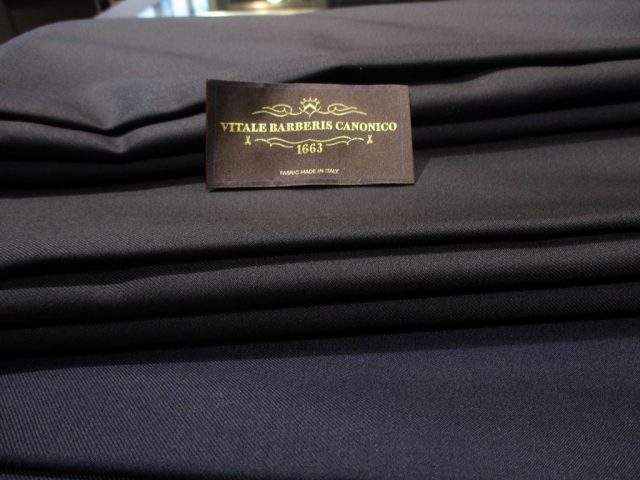 VITALE BARBERIS CANONICO
1663
FABRIC MADE IN ITALY